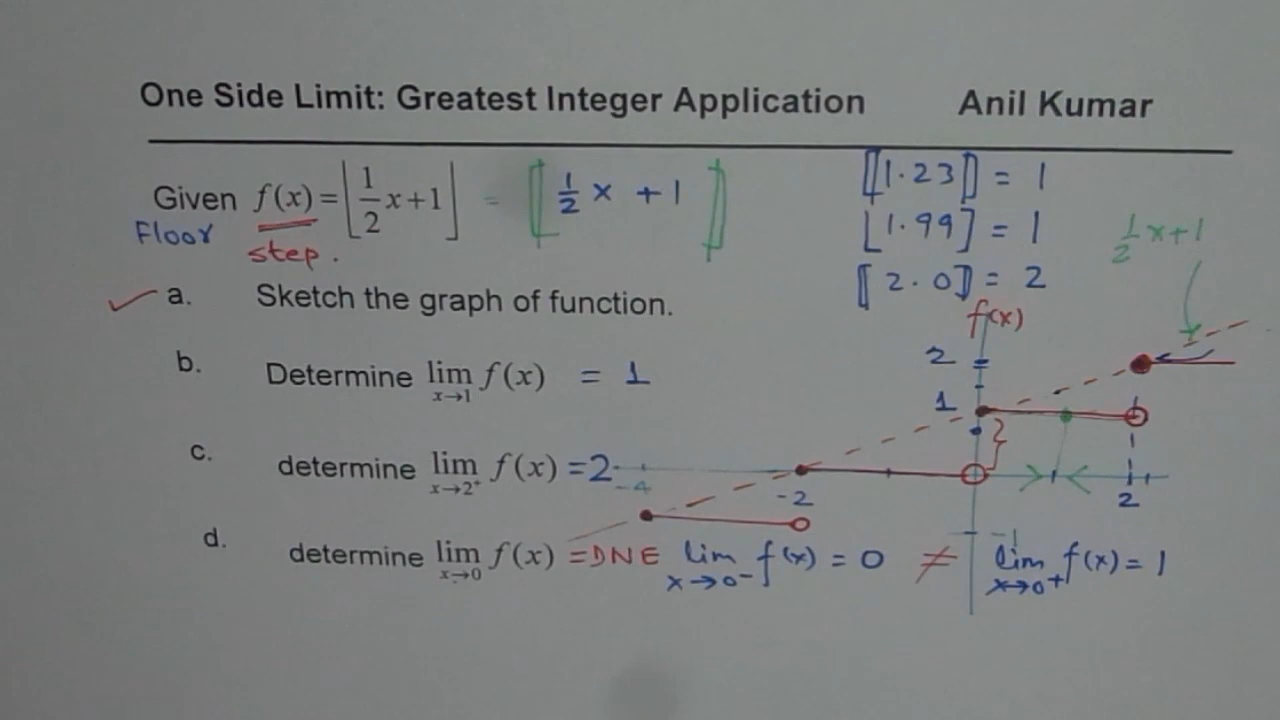 One Side Limit: Greatest Integer Application Anil Kumar
Given f(x)=⌊1/2 x+1⌋ = ⟦1/2 x +1⟧
Floor
step.
⟦1.23⟧ = 1
⌊1.99⌋ = 1
⟦2.0⟧ = 2
1/2 x+1
a. Sketch the graph of function.
f(x)
2
1
b. Determine lim x→1 f(x) = 1
c. determine lim x→2⁺ f(x) =2
-4
-2
2
-1
d. determine lim x→0 f(x) =DNE lim x→0⁻ f(x) = 0 ≠ lim x→0⁺ f(x) = 1